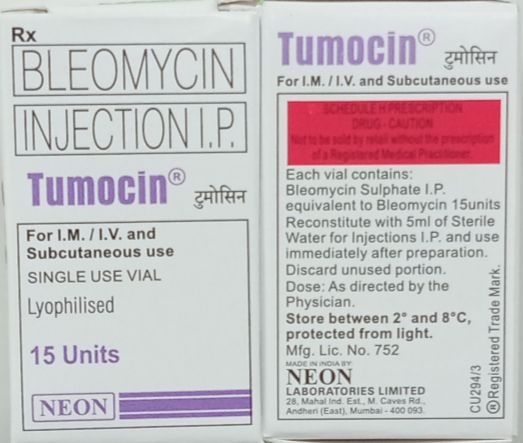 Rx
BLEOMYCIN
INJECTION I.P.
Tumocin®
टुमोसिन
For I.M. / I.V. and
Subcutaneous use
SINGLE USE VIAL
Lyophilised
15 Units
NEON
Tumocin® टुमोसिन
For I.M. / I.V. and Subcutaneous use
SCHEDULE H PRESCRIPTION
DRUG - CAUTION
Not to be sold by retail without the prescription
of a Registered Medical Practitioner.
Each vial contains:
Bleomycin Sulphate I.P.
equivalent to Bleomycin 15units
Reconstitute with 5ml of Sterile
Water for Injections I.P. and use
immediately after preparation.
Discard unused portion.
Dose: As directed by the
Physician.
Store between 2° and 8°C,
protected from light.
Mfg. Lic. No. 752
MADE IN INDIA BY:
NEON
LABORATORIES LIMITED
28, Mahal Ind. Est., M. Caves Rd.,
Andheri (East), Mumbai - 400 093.
CU294/3
®Registered Trade Mark.